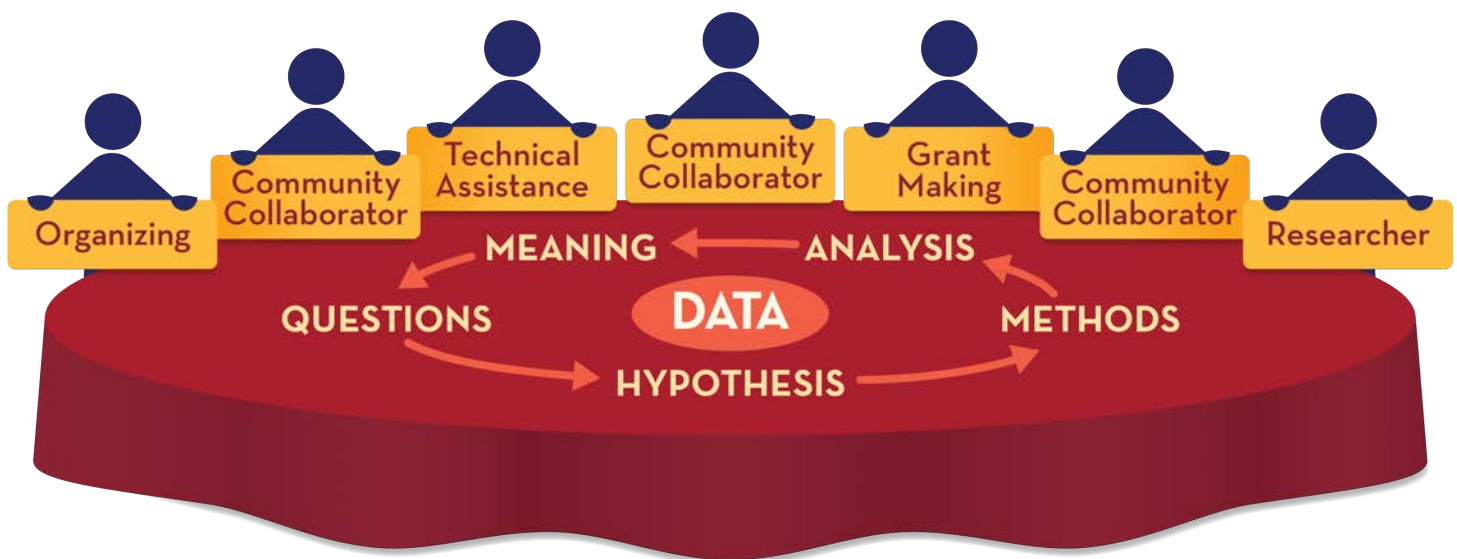 Organizing
Community
Collaborator
Technical
Assistance
Community
Collaborator
Grant
Making
Community
Collaborator
Researcher
MEANING
ANALYSIS
QUESTIONS
DATA
METHODS
HYPOTHESIS